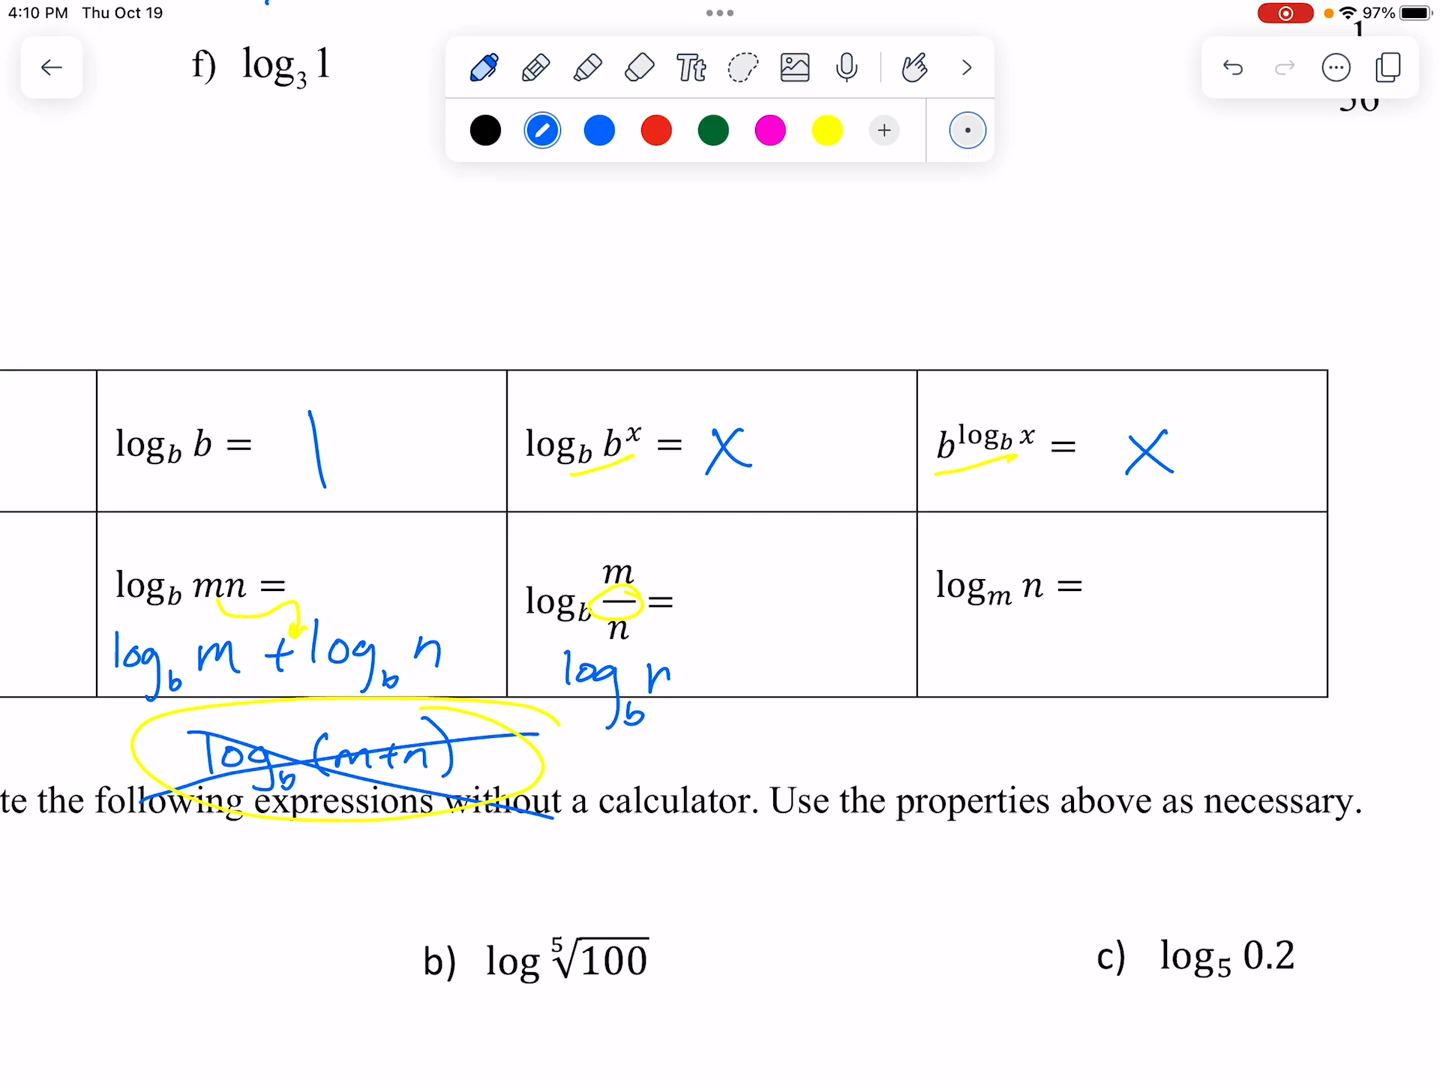 4:10 PM Thu Oct 19
97%
f) log₃ 1
1
36
log_b b = 1
log_b b^x = x
b^(log_b x) = x
log_b mn =
log_b m + log_b n
log_b m/n =
log_b
log_m n =
log_b (m+n)
te the following expressions without a calculator. Use the properties above as necessary.
b) log ⁵√100
c) log₅ 0.2